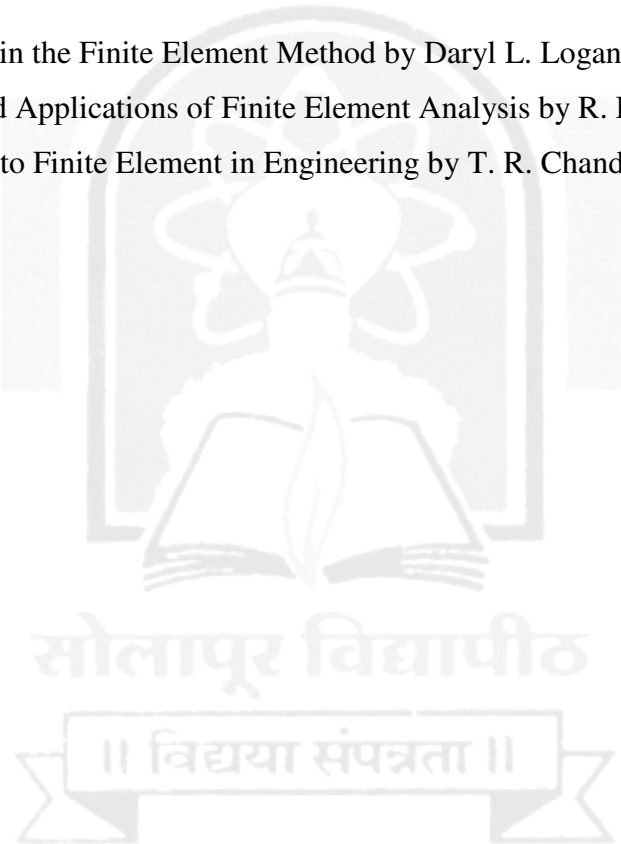 in the Finite Element Method by Daryl L. Logan
Applications of Finite Element Analysis by R.
to Finite Element in Engineering by T. R. Chand
सोलापूर विद्यापीठ
॥ विद्यया संपन्नता ॥